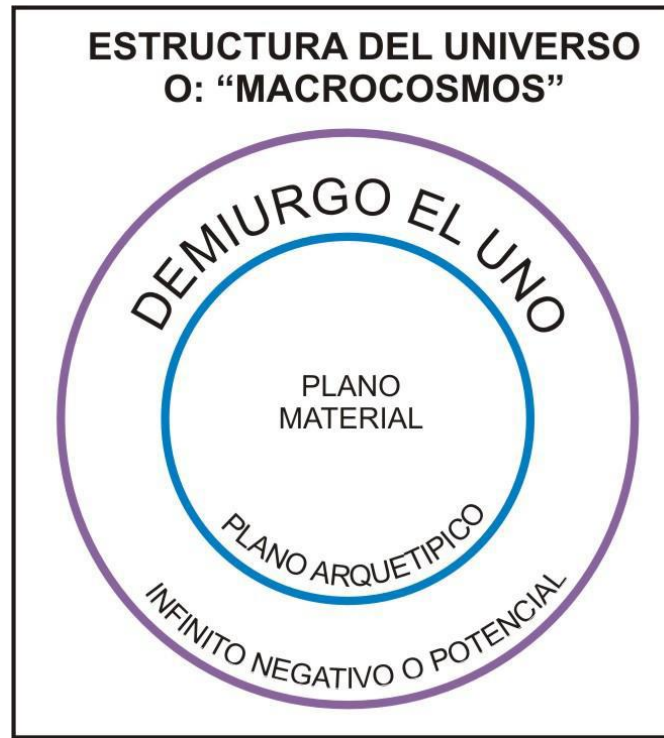 ESTRUCTURA DEL UNIVERSO
O: “MACROCOSMOS”
DEMIURGO EL UNO
PLANO
MATERIAL
PLANO ARQUETIPICO
INFINITO NEGATIVO O POTENCIAL